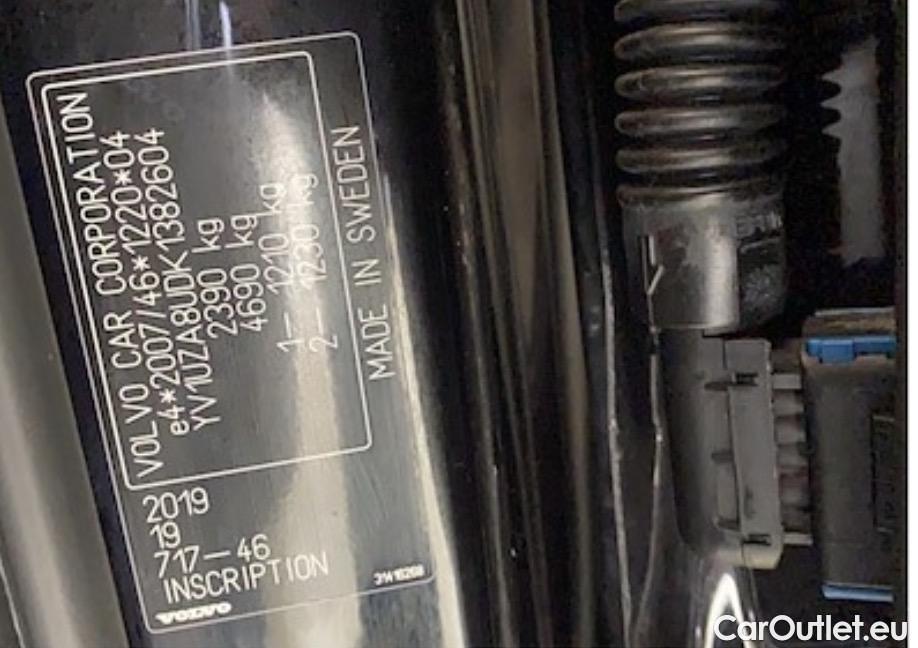 VOLVO CAR CORPORATION
e4*2007/46*1220*04
YV1UZA8UDK1382604
2390 kg
4690 kg
1— 1210 kg
2— 1230 kg
MADE IN SWEDEN
2019
19
717—46
INSCRIPTION
VOLVO
CarOutlet.eu